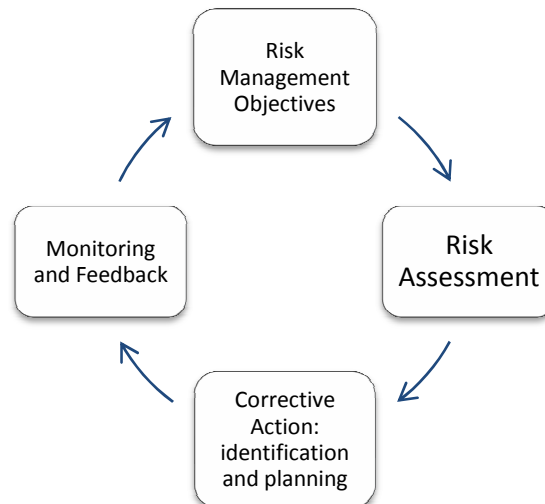 Risk
Management
Objectives
Risk
Assessment
Corrective
Action:
identification
and planning
Monitoring
and Feedback